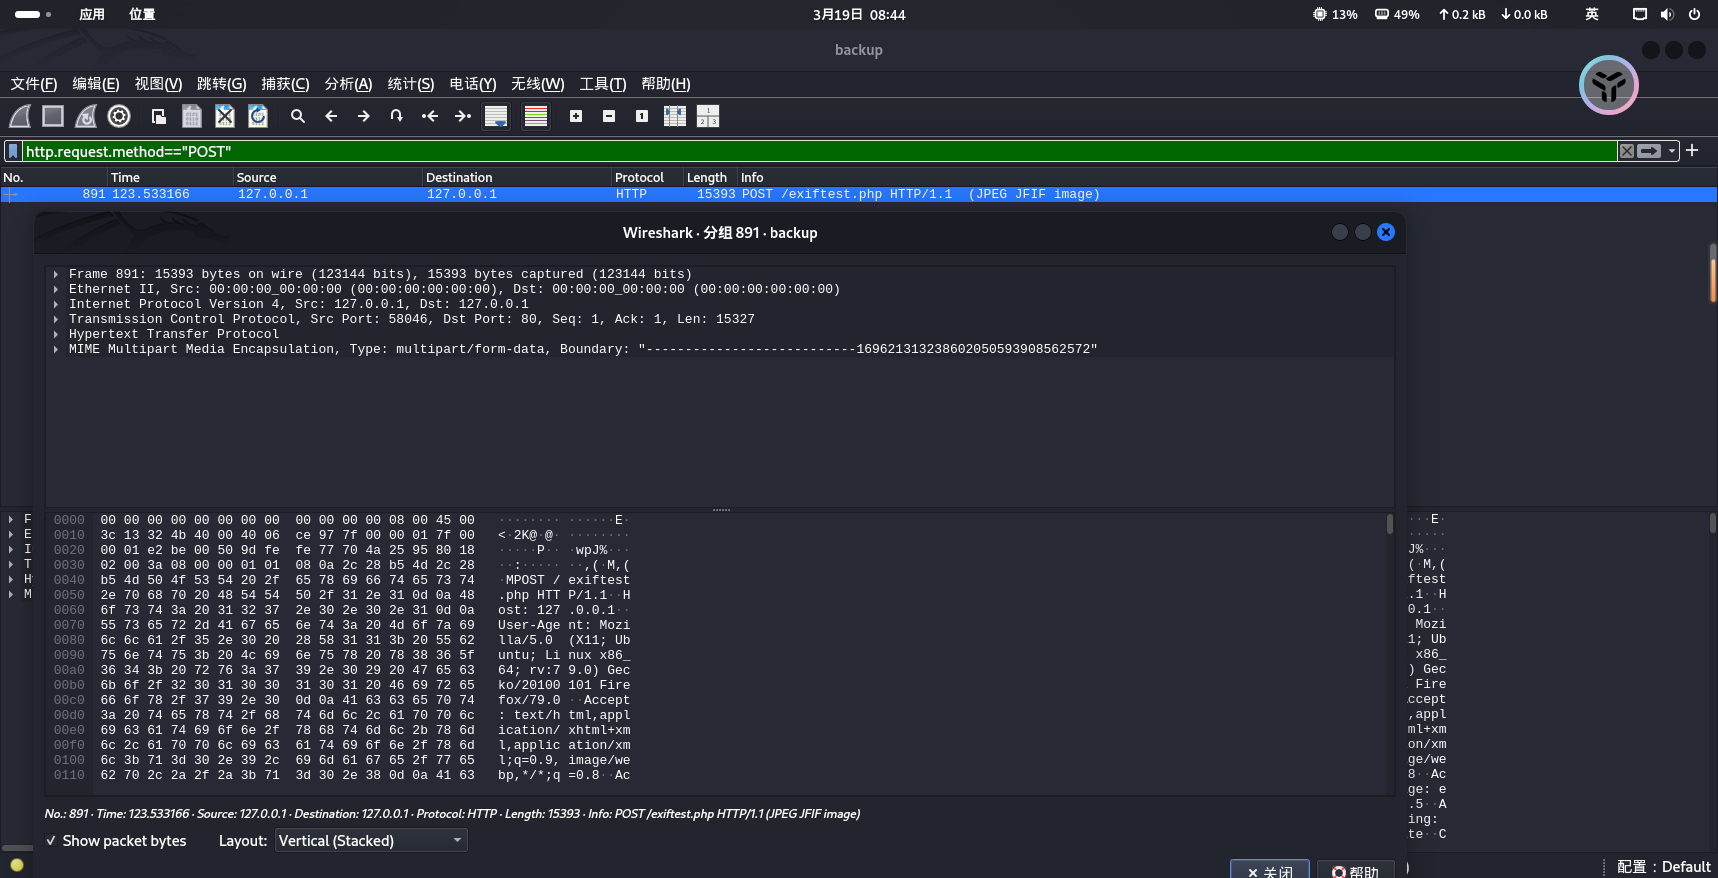 应用 位置 3月19日 08:44 13% 49% 0.2 kB 0.0 kB 英
backup
文件(F) 编辑(E) 视图(V) 跳转(G) 捕获(C) 分析(A) 统计(S) 电话(Y) 无线(W) 工具(T) 帮助(H)
http.request.method=="POST"
No. Time Source Destination Protocol Length Info
891 123.533166 127.0.0.1 127.0.0.1 HTTP 15393 POST /exiftest.php HTTP/1.1 (JPEG JFIF image)
Wireshark · 分组 891 · backup
Frame 891: 15393 bytes on wire (123144 bits), 15393 bytes captured (123144 bits)
Ethernet II, Src: 00:00:00_00:00:00 (00:00:00:00:00:00), Dst: 00:00:00_00:00:00 (00:00:00:00:00:00)
Internet Protocol Version 4, Src: 127.0.0.1, Dst: 127.0.0.1
Transmission Control Protocol, Src Port: 58046, Dst Port: 80, Seq: 1, Ack: 1, Len: 15327
Hypertext Transfer Protocol
MIME Multipart Media Encapsulation, Type: multipart/form-data, Boundary: "---------------------------169621313238602050593908562572"
0000 00 00 00 00 00 00 00 00 00 00 00 00 08 00 45 00 ········ ······E·
0010 3c 13 32 4b 40 00 40 06 ce 97 7f 00 00 01 7f 00 <·2K@·@· ········
0020 00 01 e2 be 00 50 9d fe fe 77 70 4a 25 95 80 18 ·····P·· ·wpJ%···
0030 02 00 3a 08 00 00 01 01 08 0a 2c 28 b5 4d 2c 28 ··:····· ··,(·M,(
0040 b5 4d 50 4f 53 54 20 2f 65 78 69 66 74 65 73 74 ·MPOST / exiftest
0050 2e 70 68 70 20 48 54 54 50 2f 31 2e 31 0d 0a 48 .php HTT P/1.1··H
0060 6f 73 74 3a 20 31 32 37 2e 30 2e 30 2e 31 0d 0a ost: 127 .0.0.1··
0070 55 73 65 72 2d 41 67 65 6e 74 3a 20 4d 6f 7a 69 User-Age nt: Mozi
0080 6c 6c 61 2f 35 2e 30 20 28 58 31 31 3b 20 55 62 lla/5.0 (X11; Ub
0090 75 6e 74 75 3b 20 4c 69 6e 75 78 20 78 38 36 5f untu; Li nux x86_
00a0 36 34 3b 20 72 76 3a 37 39 2e 30 29 20 47 65 63 64; rv:7 9.0) Gec
00b0 6b 6f 2f 32 30 31 30 30 31 30 31 20 46 69 72 65 ko/20100 101 Fire
00c0 66 6f 78 2f 37 39 2e 30 0d 0a 41 63 63 65 70 74 fox/79.0 ··Accept
00d0 3a 20 74 65 78 74 2f 68 74 6d 6c 2c 61 70 70 6c : text/h tml,appl
00e0 69 63 61 74 69 6f 6e 2f 78 68 74 6d 6c 2b 78 6d ication/ xhtml+xm
00f0 6c 2c 61 70 70 6c 69 63 61 74 69 6f 6e 2f 78 6d l,applic ation/xm
0100 6c 3b 71 3d 30 2e 39 2c 69 6d 61 67 65 2f 77 65 l;q=0.9, image/we
0110 62 70 2c 2a 2f 2a 3b 71 3d 30 2e 38 0d 0a 41 63 bp,*/*;q =0.8··Ac
F
E
I
T
H
M
···E·
·····
J%···
(·M,(
ftest
.1··H
0.1··
Mozi
1; Ub
x86_
) Gec
Fire
ccept
,appl
ml+xm
on/xm
ge/we
8··Ac
ge: e
.5··A
ing:
te··C
No.: 891 · Time: 123.533166 · Source: 127.0.0.1 · Destination: 127.0.0.1 · Protocol: HTTP · Length: 15393 · Info: POST /exiftest.php HTTP/1.1 (JPEG JFIF image)
Show packet bytes Layout: Vertical (Stacked)
关闭 帮助
配置：Default